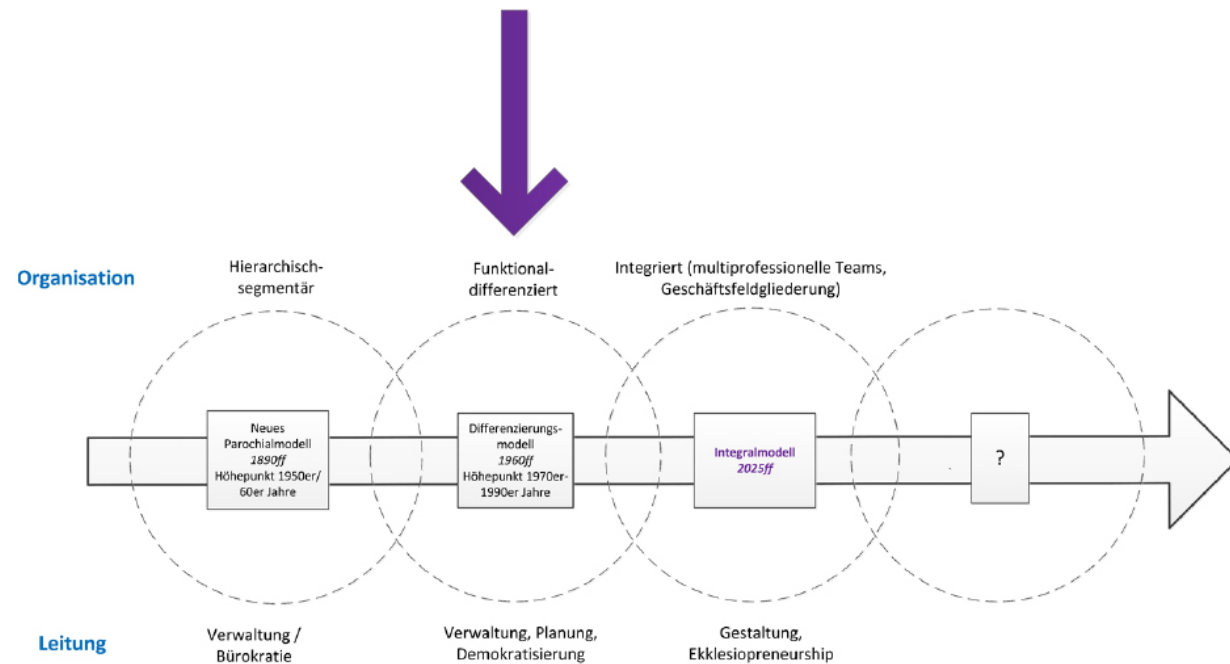 Organisation
Hierarchisch-
segmentär
Funktional-
differenziert
Integriert (multiprofessionelle Teams,
Geschäftsfeldgliederung)
Neues
Parochialmodell
1890ff
Höhepunkt 1950er/
60er Jahre
Differenzierungs-
modell
1960ff
Höhepunkt 1970er-
1990er Jahre
Integralmodell
2025ff
?
Leitung
Verwaltung /
Bürokratie
Verwaltung, Planung,
Demokratisierung
Gestaltung,
Ekklesiopreneurship